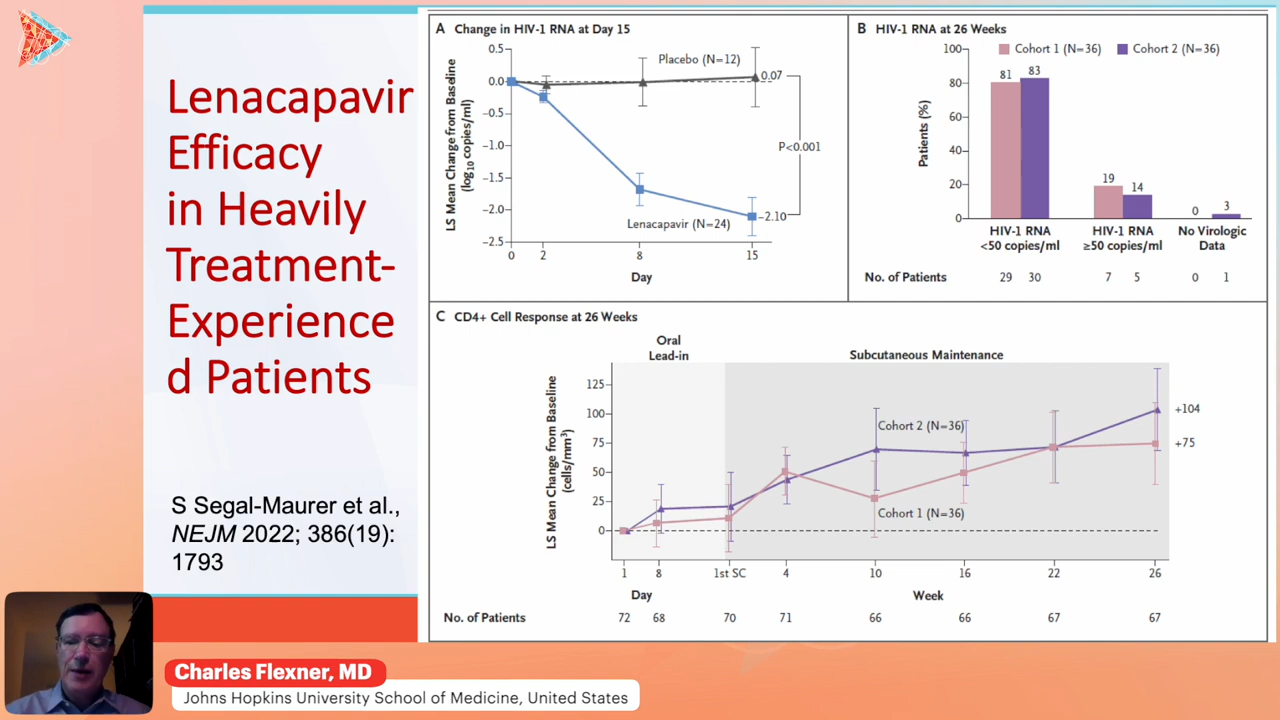 Lenacapavir
Efficacy
in Heavily
Treatment-
Experience
d Patients
S Segal-Maurer et al.,
NEJM 2022; 386(19):
1793
A Change in HIV-1 RNA at Day 15
LS Mean Change from Baseline
(log10 copies/ml)
0.5
0.0
−0.5
−1.0
−1.5
−2.0
−2.5
Placebo (N=12)
0.07
P<0.001
Lenacapavir (N=24)
−2.10
0 2 8 15
Day
B HIV-1 RNA at 26 Weeks
Cohort 1 (N=36) Cohort 2 (N=36)
Patients (%)
100
80
60
40
20
0
81 83
19 14
0 3
HIV-1 RNA
<50 copies/ml
HIV-1 RNA
≥50 copies/ml
No Virologic
Data
No. of Patients 29 30 7 5 0 1
C CD4+ Cell Response at 26 Weeks
Oral
Lead-in
Subcutaneous Maintenance
LS Mean Change from Baseline
(cells/mm3)
125
100
75
50
25
0
Cohort 2 (N=36)
Cohort 1 (N=36)
+104
+75
1 8 1st SC 4 10 16 22 26
Day Week
No. of Patients 72 68 70 71 66 66 67 67
Charles Flexner, MD
Johns Hopkins University School of Medicine, United States